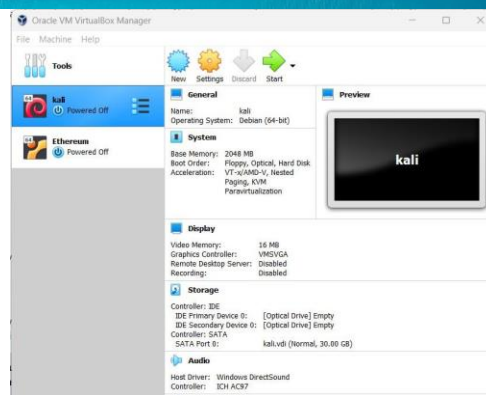 Oracle VM VirtualBox Manager
File Machine Help
Tools
New Settings Discard Start
64
kali
Powered Off
Ethereum
Powered Off
General
Name: kali
Operating System: Debian (64-bit)
System
Base Memory: 2048 MB
Boot Order: Floppy, Optical, Hard Disk
Acceleration: VT-x/AMD-V, Nested
Paging, KVM
Paravirtualization
Preview
kali
Display
Video Memory: 16 MB
Graphics Controller: VMSVGA
Remote Desktop Server: Disabled
Recording: Disabled
Storage
Controller: IDE
IDE Primary Device 0: [Optical Drive] Empty
IDE Secondary Device 0: [Optical Drive] Empty
Controller: SATA
SATA Port 0: kali.vdi (Normal, 30.00 GB)
Audio
Host Driver: Windows DirectSound
Controller: ICH AC97